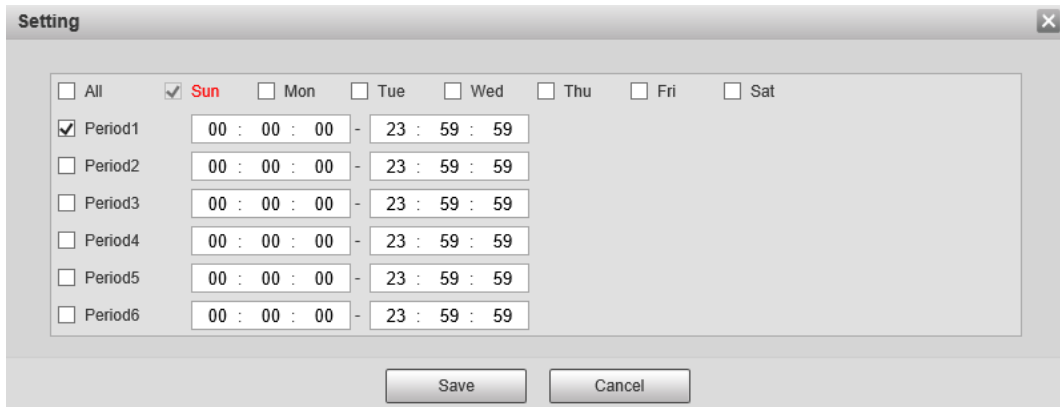 Setting
All Sun Mon Tue Wed Thu Fri Sat
Period1 00 : 00 : 00 - 23 : 59 : 59
Period2 00 : 00 : 00 - 23 : 59 : 59
Period3 00 : 00 : 00 - 23 : 59 : 59
Period4 00 : 00 : 00 - 23 : 59 : 59
Period5 00 : 00 : 00 - 23 : 59 : 59
Period6 00 : 00 : 00 - 23 : 59 : 59
Save Cancel